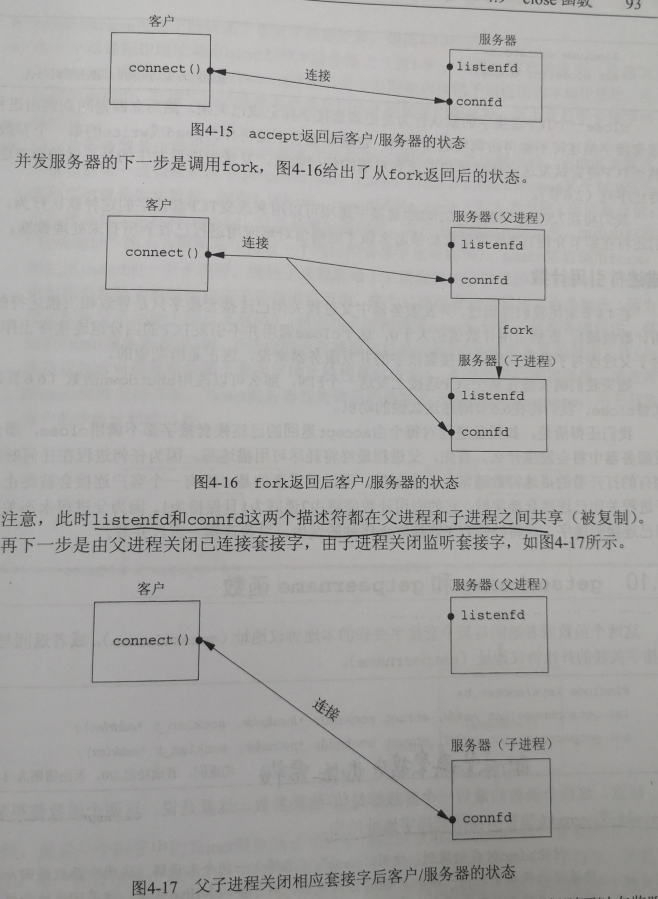 close 函数 93
客户
服务器
connect()
连接
listenfd
connfd
图4-15 accept返回后客户/服务器的状态
并发服务器的下一步是调用fork，图4-16给出了从fork返回后的状态。
客户
服务器(父进程)
连接
listenfd
connect()
connfd
fork
服务器(子进程)
listenfd
connfd
图4-16 fork返回后客户/服务器的状态
注意，此时listenfd和connfd这两个描述符都在父进程和子进程之间共享（被复制）。
再下一步是由父进程关闭已连接套接字，由子进程关闭监听套接字，如图4-17所示。
客户
服务器(父进程)
listenfd
connect()
连接
服务器（子进程）
connfd
图4-17 父子进程关闭相应套接字后客户/服务器的状态